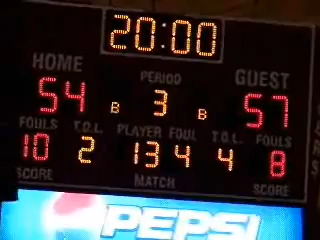 20:00
HOME PERIOD GUEST
54 B 3 B 57
FOULS T.O.L. PLAYER FOUL T.O.L. FOULS
10 2 13 4 4 8
SCORE MATCH SCORE
PEPSI